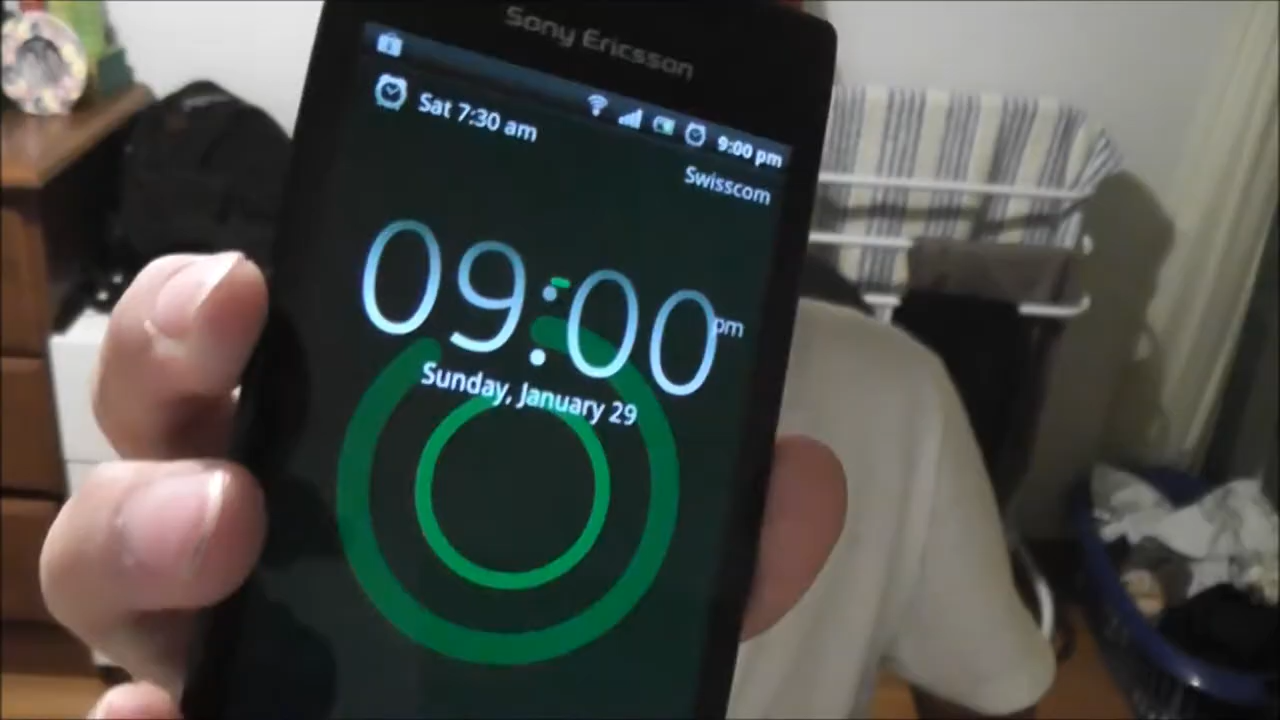 Sony Ericsson
9:00 pm
Sat 7:30 am
Swisscom
09:00 pm
Sunday, January 29